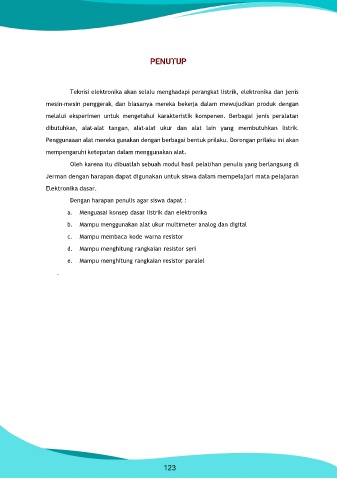 PENUTUP
Teknisi elektronika akan selalu menghadapi perangkat listrik, elektronika dan jenis
mesin-mesin penggerak, dan biasanya mereka bekerja dalam mewujudkan produk dengan
melalui eksperimen untuk mengetahui karakteristik komponen. Berbagai jenis peralatan
dibutuhkan, alat-alat tangan, alat-alat ukur dan alat lain yang membutuhkan listrik.
Penggunaaan alat mereka gunakan dengan berbagai bentuk prilaku. Dorongan prilaku ini akan
mempengaruhi ketepatan dalam menggunakan alat.
Oleh karena itu dibuatlah sebuah modul hasil pelatihan penulis yang berlangsung di
Jerman dengan harapan dapat digunakan untuk siswa dalam mempelajari mata pelajaran
Elektronika dasar.
Dengan harapan penulis agar siswa dapat :
a. Menguasai konsep dasar listrik dan elektronika
b. Mampu menggunakan alat ukur multimeter analog dan digital
c. Mampu membaca kode warna resistor
d. Mampu menghitung rangkaian resistor seri
e. Mampu menghitung rangkaian resistor paralel
.
123